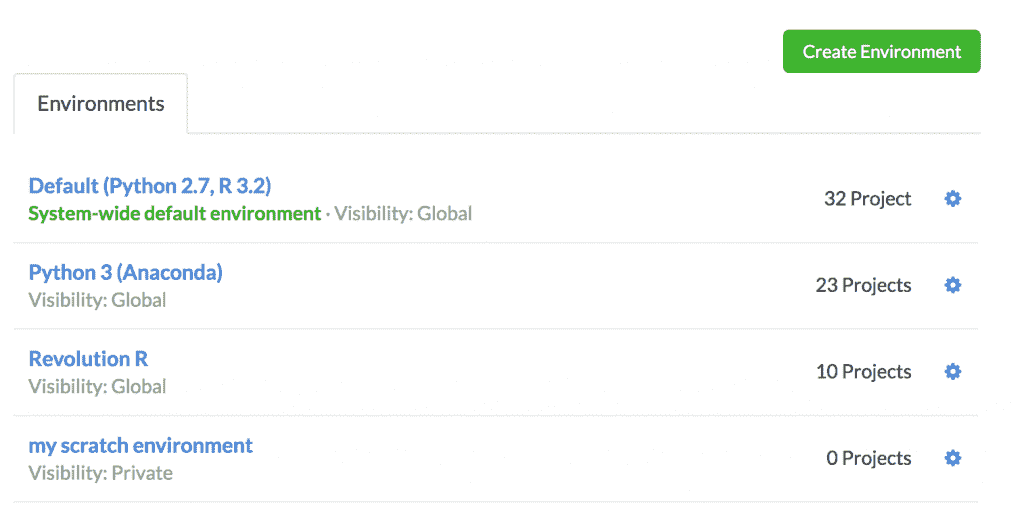 Create Environment
Environments
Default (Python 2.7, R 3.2)
System-wide default environment · Visibility: Global
32 Project
Python 3 (Anaconda)
Visibility: Global
23 Projects
Revolution R
Visibility: Global
10 Projects
my scratch environment
Visibility: Private
0 Projects